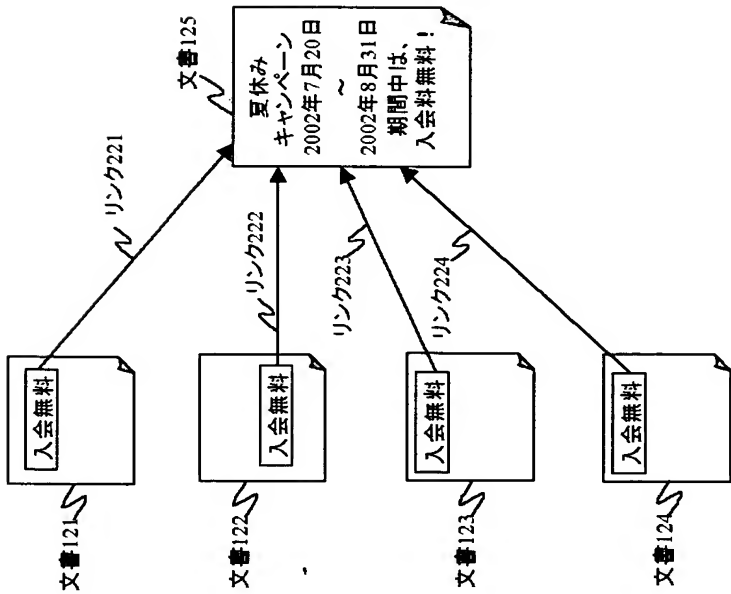 文書125
夏休み
キャンペーン
2002年7月20日
~
2002年8月31日
期間中は、
入会料無料！
リンク221
リンク222
リンク223
リンク224
入会無料
入会無料
入会無料
入会無料
文書121
文書122
文書123
文書124